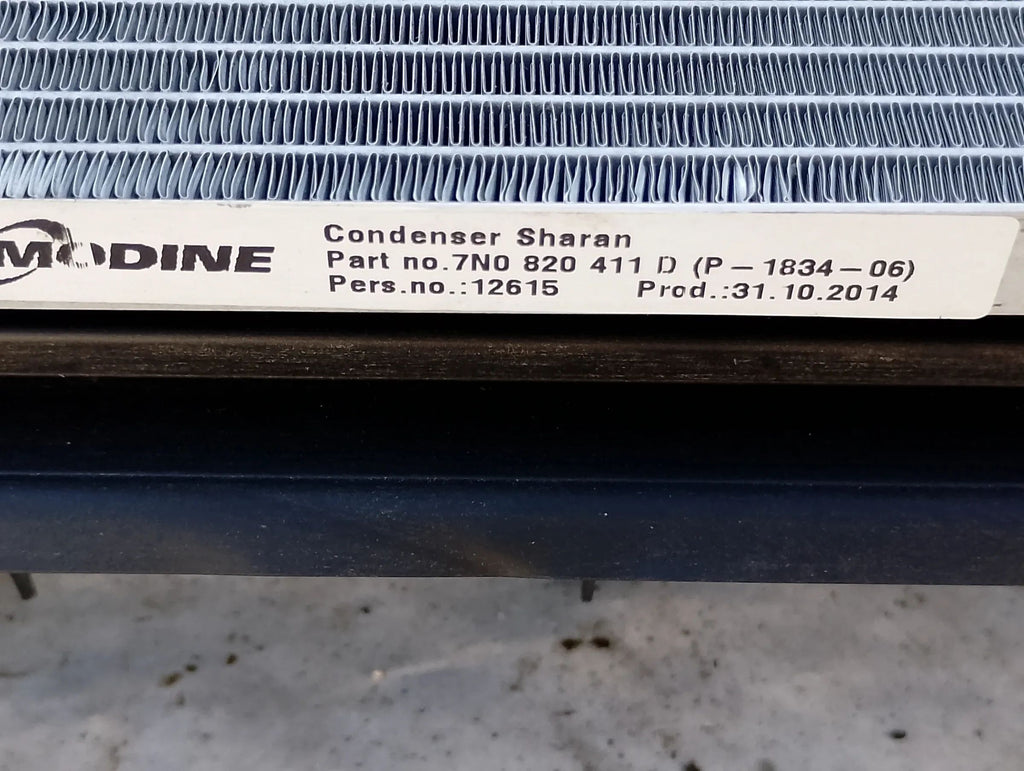 MODINE
Condenser Sharan
Part no.7N0 820 411 D (P-1834-06)
Pers.no.:12615 Prod.:31.10.2014